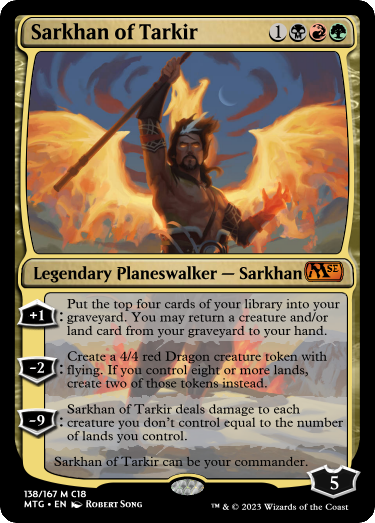 Sarkhan of Tarkir 1
Legendary Planeswalker — Sarkhan MSE
+1: Put the top four cards of your library into your
graveyard. You may return a creature and/or
land card from your graveyard to your hand.
-2: Create a 4/4 red Dragon creature token with
flying. If you control eight or more lands,
create two of those tokens instead.
-9: Sarkhan of Tarkir deals damage to each
creature you don't control equal to the
number of lands you control.
Sarkhan of Tarkir can be your commander.
5
138/167 M C18
MTG • EN Robert Song
™ & © 2023 Wizards of the Coast